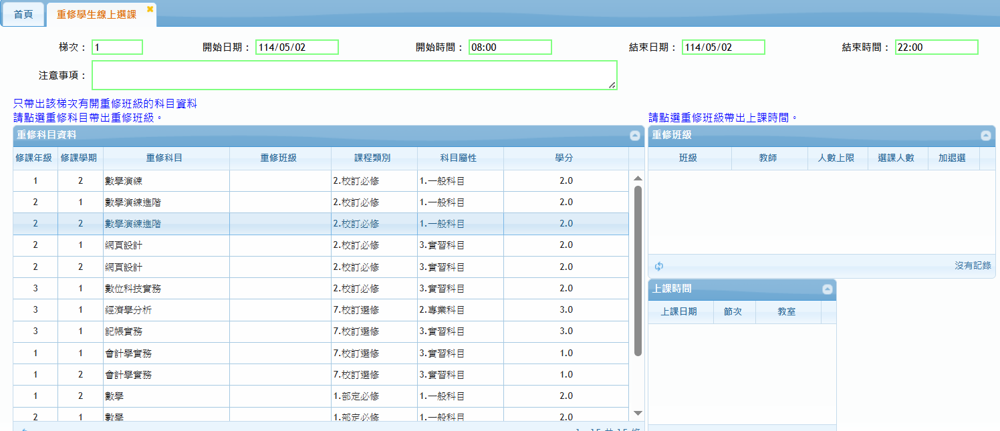 首頁
重修學生線上選課
梯次： 1 開始日期： 114/05/02 開始時間： 08:00 結束日期： 114/05/02 結束時間： 22:00
注意事項：
只帶出該梯次有開重修班級的科目資料
請點選重修科目帶出重修班級。
重修科目資料
修課年級 修課學期 重修科目 重修班級 課程類別 科目屬性 學分
1 2 數學演練 2.校訂必修 1.一般科目 2.0
2 1 數學演練進階 2.校訂必修 1.一般科目 2.0
2 2 數學演練進階 2.校訂必修 1.一般科目 2.0
2 1 網頁設計 2.校訂必修 3.實習科目 2.0
2 2 網頁設計 2.校訂必修 3.實習科目 2.0
3 1 數位科技實務 2.校訂必修 3.實習科目 2.0
3 1 經濟學分析 7.校訂選修 2.專業科目 3.0
3 1 記帳實務 7.校訂選修 3.實習科目 3.0
1 1 會計學實務 7.校訂選修 3.實習科目 1.0
1 2 會計學實務 7.校訂選修 3.實習科目 1.0
1 2 數學 1.部定必修 1.一般科目 2.0
2 1 數學 1.部定必修 1.一般科目 2.0
請點選重修班級帶出上課時間。
重修班級
班級 教師 人數上限 選課人數 加退選
沒有記錄
上課時間
上課日期 節次 教室